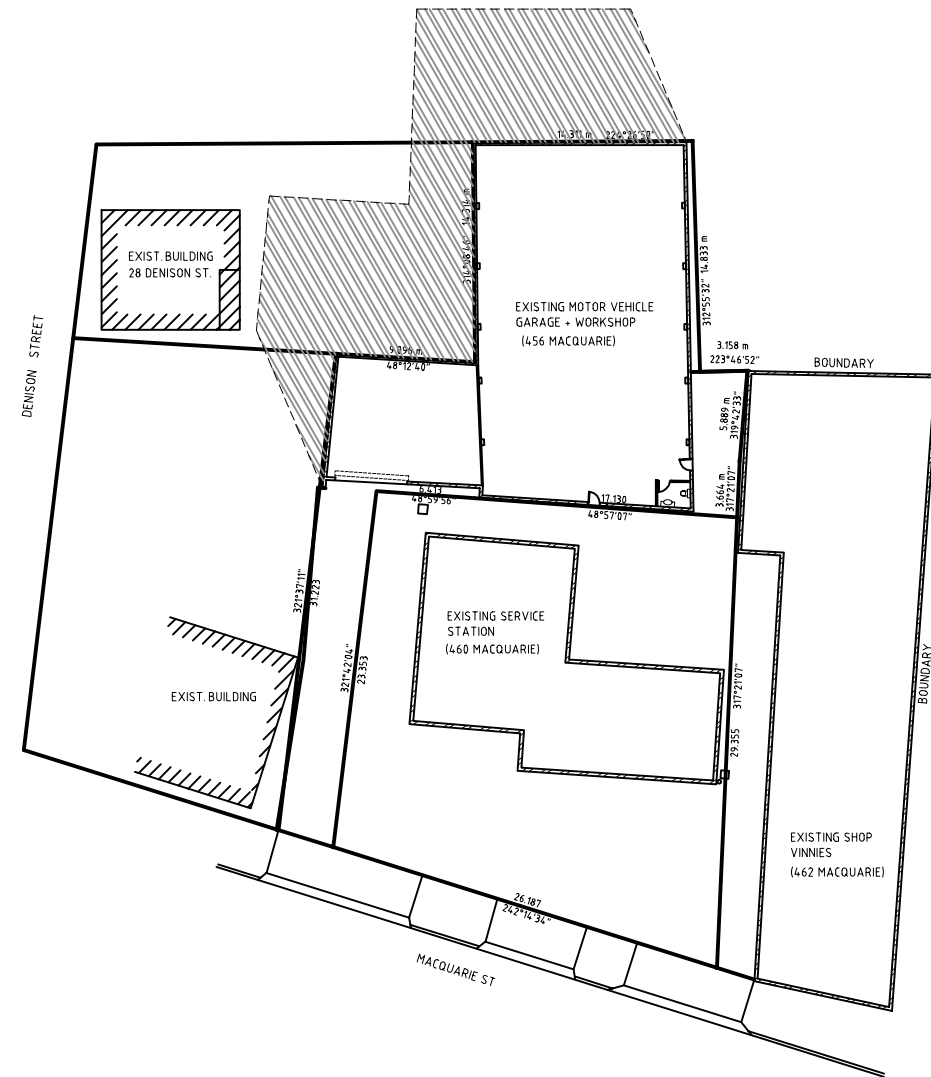 14.311 m 224°26'50"
314°08'48" 14.314 m
EXIST. BUILDING
28 DENISON ST.
312°55'32" 14.833 m
EXISTING MOTOR VEHICLE
GARAGE + WORKSHOP
(456 MACQUARIE)
DENISON STREET
3.158 m
223°46'52"
BOUNDARY
9.096 m
48°12'40"
5.889 m
319°42'33"
3.664 m
317°21'07"
6.413
48°59'56
17.130
48°57'07"
321°37'11"
31.223
EXISTING SERVICE
STATION
(460 MACQUARIE)
321°42'04"
23.353
317°21'07"
29.355
BOUNDARY
EXIST. BUILDING
EXISTING SHOP
VINNIES
(462 MACQUARIE)
26.187
242°14'34"
MACQUARIE ST